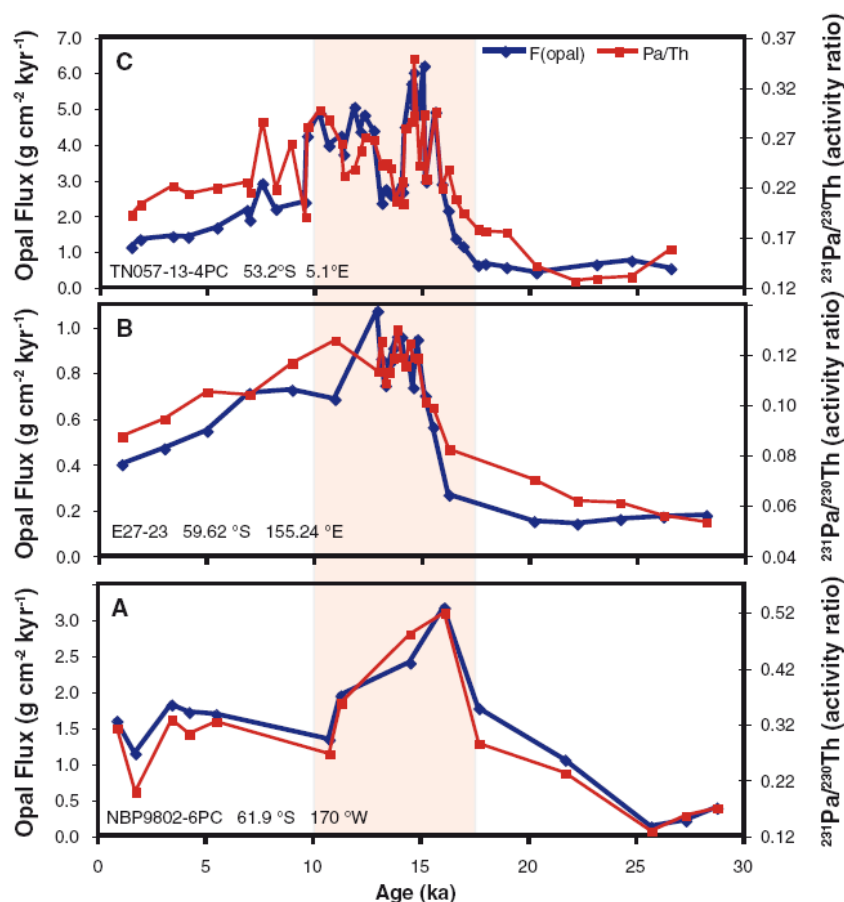 C
F(opal) Pa/Th
Opal Flux (g cm-2 kyr-1)
7.0
6.0
5.0
4.0
3.0
2.0
1.0
0.0
0.37
0.32
0.27
0.22
0.17
0.12
231Pa/230Th (activity ratio)
TN057-13-4PC 53.2°S 5.1°E
B
Opal Flux (g cm-2 kyr-1)
1.0
0.8
0.6
0.4
0.2
0.0
0.12
0.10
0.08
0.06
0.04
231Pa/230Th (activity ratio)
E27-23 59.62 °S 155.24 °E
A
Opal Flux (g cm-2 kyr-1)
3.0
2.5
2.0
1.5
1.0
0.5
0.0
0.52
0.42
0.32
0.22
0.12
231Pa/230Th (activity ratio)
NBP9802-6PC 61.9 °S 170 °W
0 5 10 15 20 25 30
Age (ka)